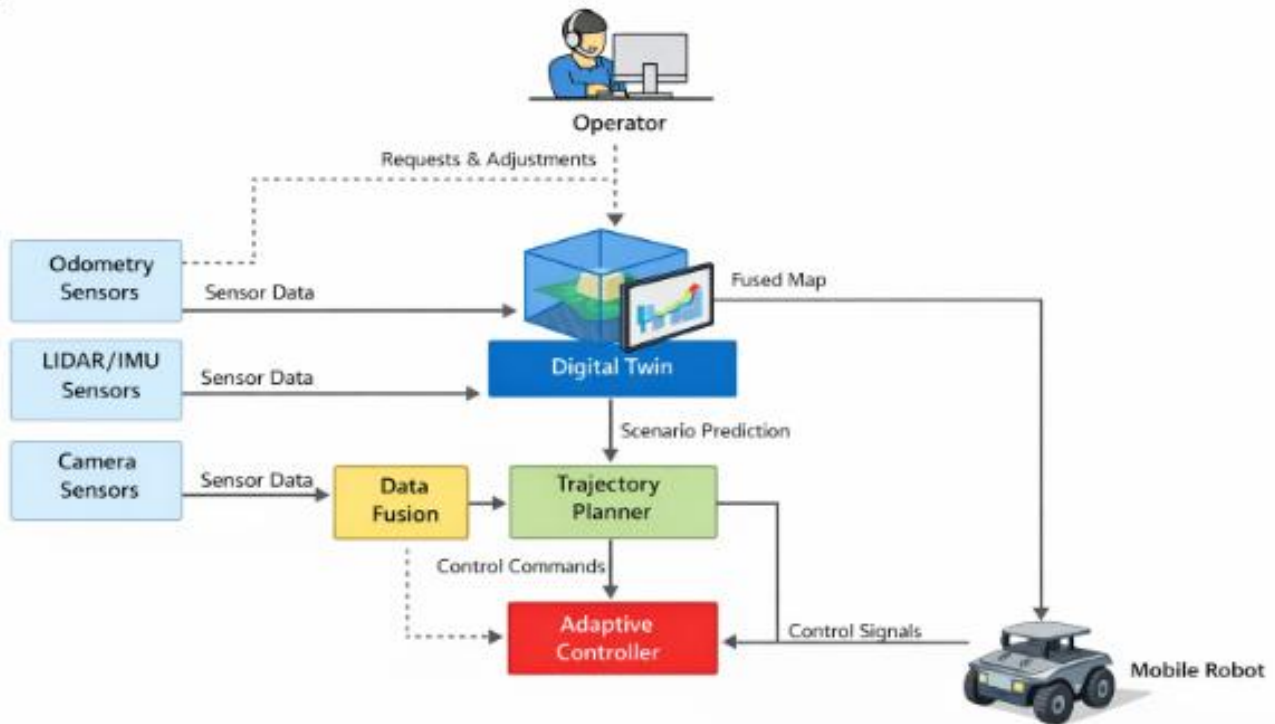 Operator
Requests & Adjustments
Odometry
Sensors
Sensor Data
Fused Map
LIDAR/IMU
Sensors
Sensor Data
Digital Twin
Scenario Prediction
Camera
Sensors
Sensor Data
Data
Fusion
Trajectory
Planner
Control Commands
Adaptive
Controller
Control Signals
Mobile Robot